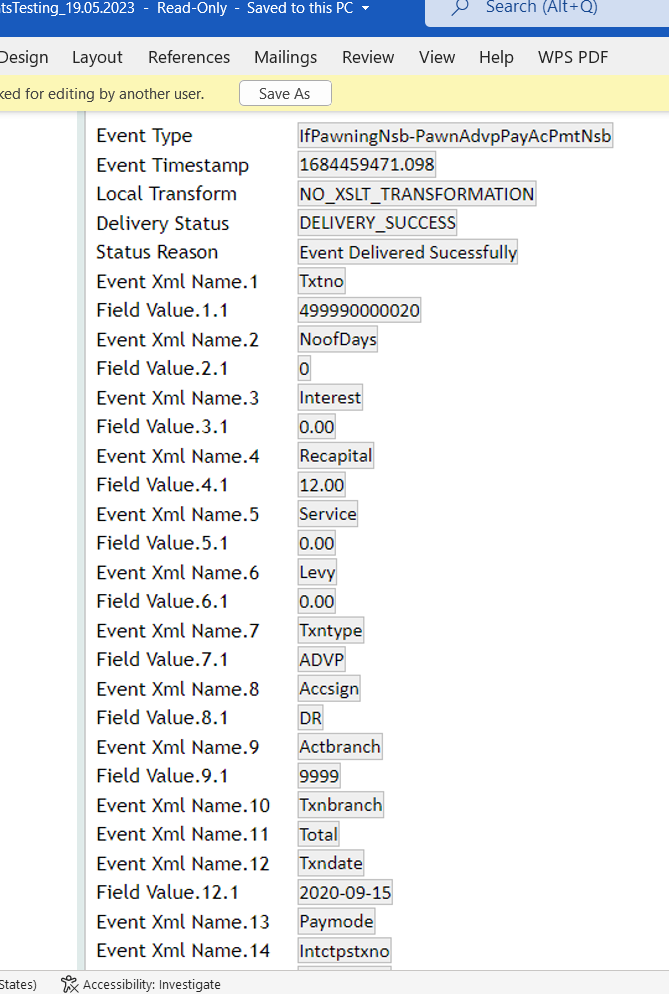 tsTesting_19.05.2023 - Read-Only - Saved to this PC
Search (Alt+Q)
Design Layout References Mailings Review View Help WPS PDF
ked for editing by another user. Save As
Event Type IfPawningNsb-PawnAdvpPayAcPmtNsb
Event Timestamp 1684459471.098
Local Transform NO_XSLT_TRANSFORMATION
Delivery Status DELIVERY_SUCCESS
Status Reason Event Delivered Sucessfully
Event Xml Name.1 Txtno
Field Value.1.1 499990000020
Event Xml Name.2 NoofDays
Field Value.2.1 0
Event Xml Name.3 Interest
Field Value.3.1 0.00
Event Xml Name.4 Recapital
Field Value.4.1 12.00
Event Xml Name.5 Service
Field Value.5.1 0.00
Event Xml Name.6 Levy
Field Value.6.1 0.00
Event Xml Name.7 Txntype
Field Value.7.1 ADVP
Event Xml Name.8 Accsign
Field Value.8.1 DR
Event Xml Name.9 Actbranch
Field Value.9.1 9999
Event Xml Name.10 Txnbranch
Event Xml Name.11 Total
Event Xml Name.12 Txndate
Field Value.12.1 2020-09-15
Event Xml Name.13 Paymode
Event Xml Name.14 Intctpstxno
States) Accessibility: Investigate